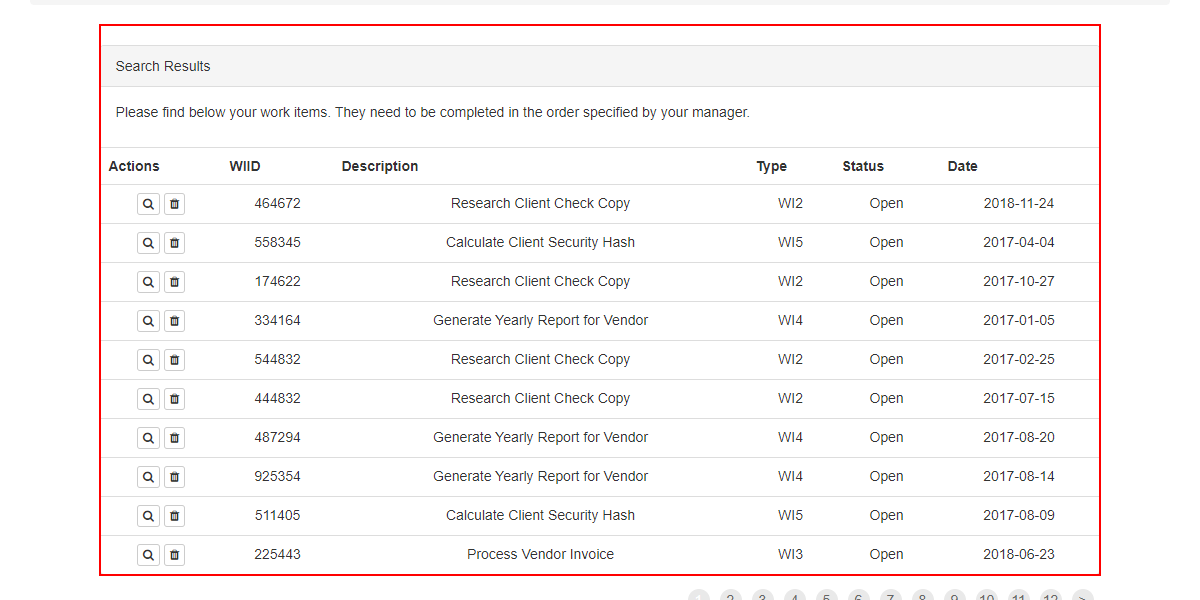 Search Results
Please find below your work items. They need to be completed in the order specified by your manager.
Actions WIID Description Type Status Date
464672 Research Client Check Copy WI2 Open 2018-11-24
558345 Calculate Client Security Hash WI5 Open 2017-04-04
174622 Research Client Check Copy WI2 Open 2017-10-27
334164 Generate Yearly Report for Vendor WI4 Open 2017-01-05
544832 Research Client Check Copy WI2 Open 2017-02-25
444832 Research Client Check Copy WI2 Open 2017-07-15
487294 Generate Yearly Report for Vendor WI4 Open 2017-08-20
925354 Generate Yearly Report for Vendor WI4 Open 2017-08-14
511405 Calculate Client Security Hash WI5 Open 2017-08-09
225443 Process Vendor Invoice WI3 Open 2018-06-23
1 2 3 4 5 6 7 8 9 10 11 12 >